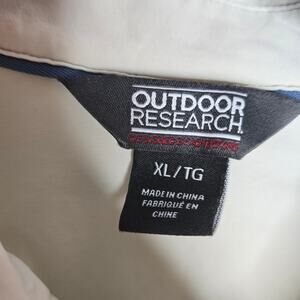 OUTDOOR
RESEARCH
XL/TG
MADE IN CHINA
FABRIQUÉ EN
CHINE